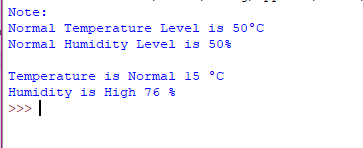 Note:
Normal Temperature Level is 50°C
Normal Humidity Level is 50%
Temperature is Normal 15 °C
Humidity is High 76 %
>>>